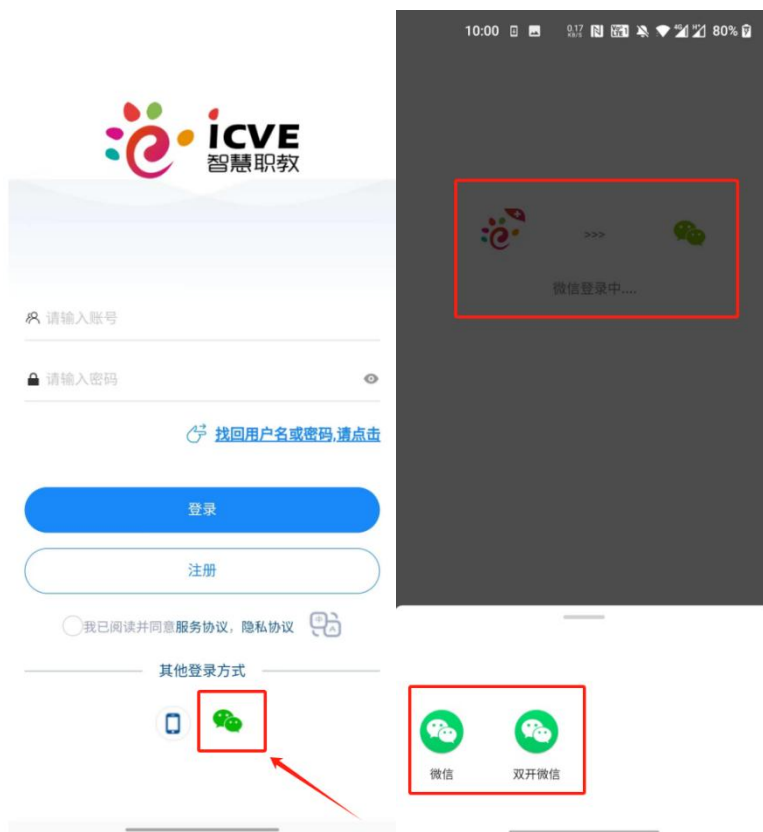 icve
智慧职教
请输入账号
请输入密码
找回用户名或密码,请点击
登录
注册
我已阅读并同意服务协议，隐私协议
其他登录方式
10:00 0.17 KB/S 80%
>>>
微信登录中....
微信
双开微信